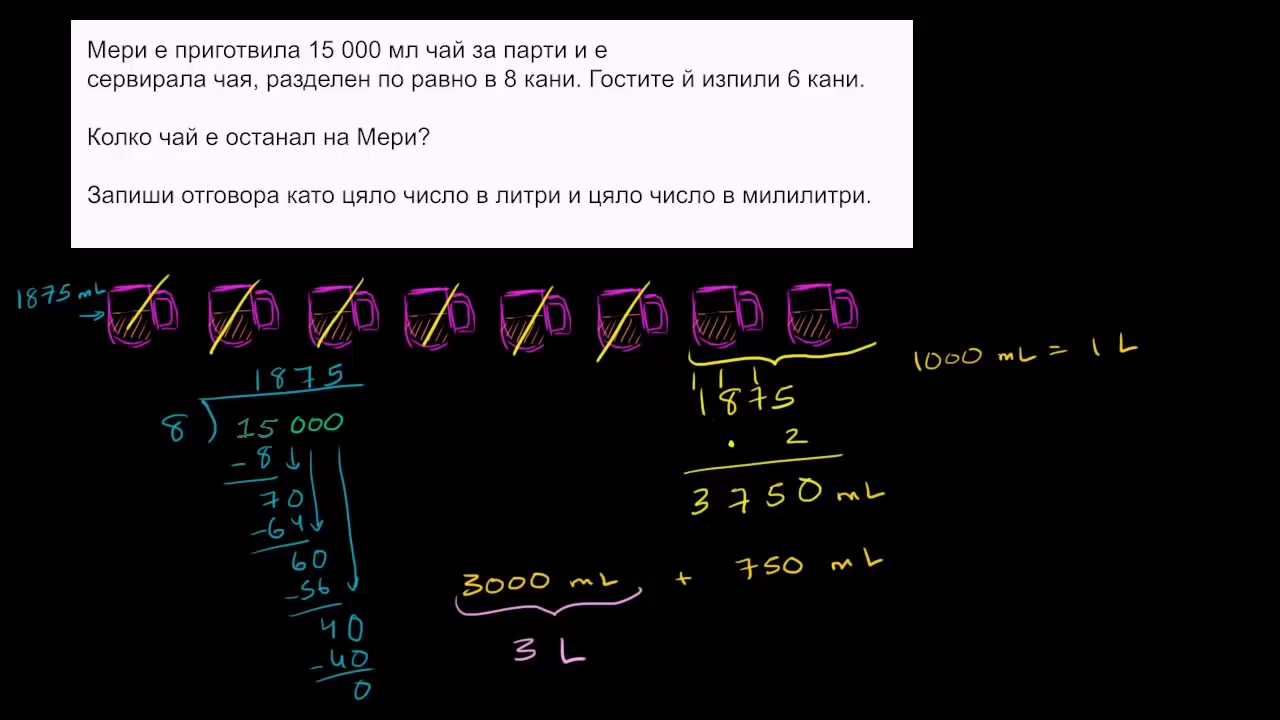 Мери е приготвила 15 000 мл чай за парти и е
сервирала чая, разделен по равно в 8 кани. Гостите й изпили 6 кани.
Колко чай е останал на Мери?
Запиши отговора като цяло число в литри и цяло число в милилитри.
1875 mL
1000 mL = 1 L
1875
8 ) 15 000
-8
70
-64
60
-56
40
-40
0
1 1 1
1875
. 2
3750 mL
3000 mL + 750 mL
3 L